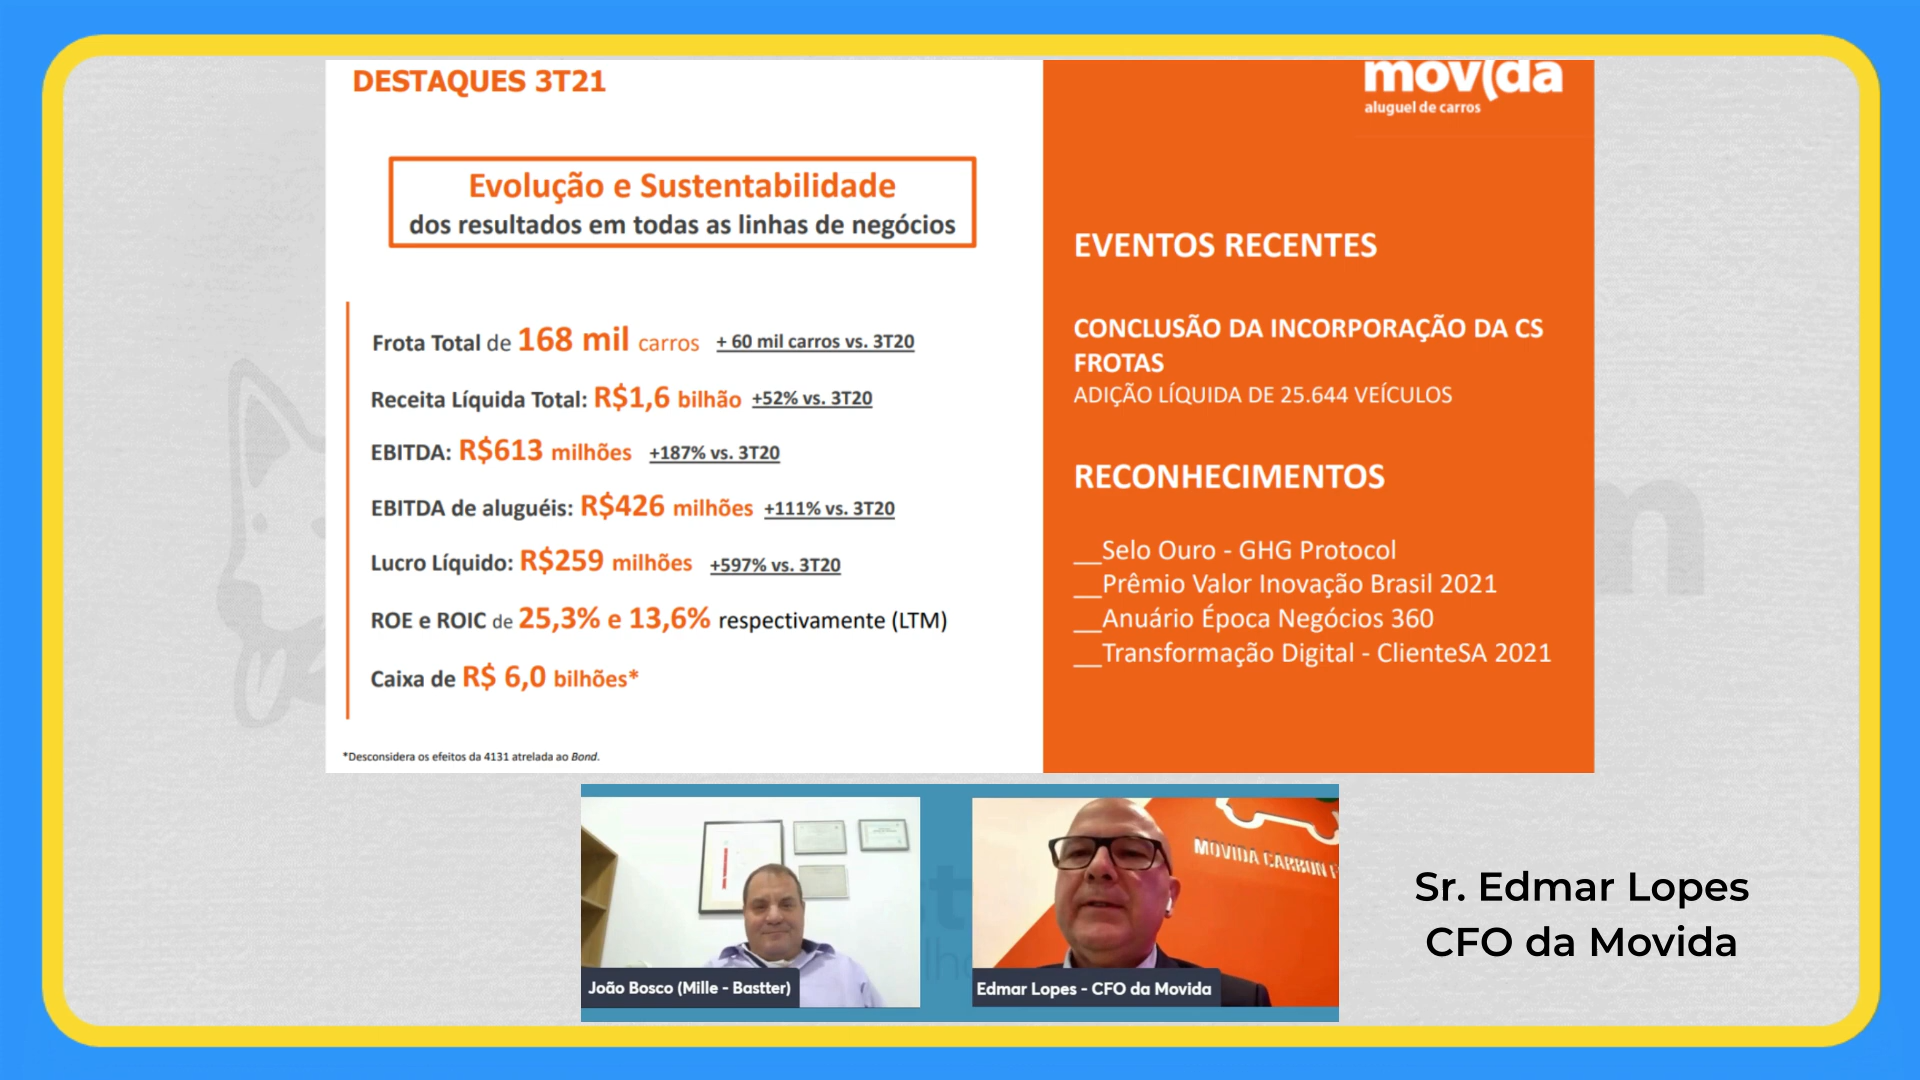 DESTAQUES 3T21
movida
aluguel de carros
Evolução e Sustentabilidade
dos resultados em todas as linhas de negócios
Frota Total de 168 mil carros + 60 mil carros vs. 3T20
Receita Líquida Total: R$1,6 bilhão +52% vs. 3T20
EBITDA: R$613 milhões +187% vs. 3T20
EBITDA de aluguéis: R$426 milhões +111% vs. 3T20
Lucro Líquido: R$259 milhões +597% vs. 3T20
ROE e ROIC de 25,3% e 13,6% respectivamente (LTM)
Caixa de R$ 6,0 bilhões*
*Desconsidera os efeitos da 4131 atrelada ao Bond.
EVENTOS RECENTES
CONCLUSÃO DA INCORPORAÇÃO DA CS
FROTAS
ADIÇÃO LÍQUIDA DE 25.644 VEÍCULOS
RECONHECIMENTOS
__Selo Ouro - GHG Protocol
__Prêmio Valor Inovação Brasil 2021
__Anuário Época Negócios 360
__Transformação Digital - ClienteSA 2021
MOVIDA CARBON
João Bosco (Mille - Bastter)
Edmar Lopes - CFO da Movida
Sr. Edmar Lopes
CFO da Movida